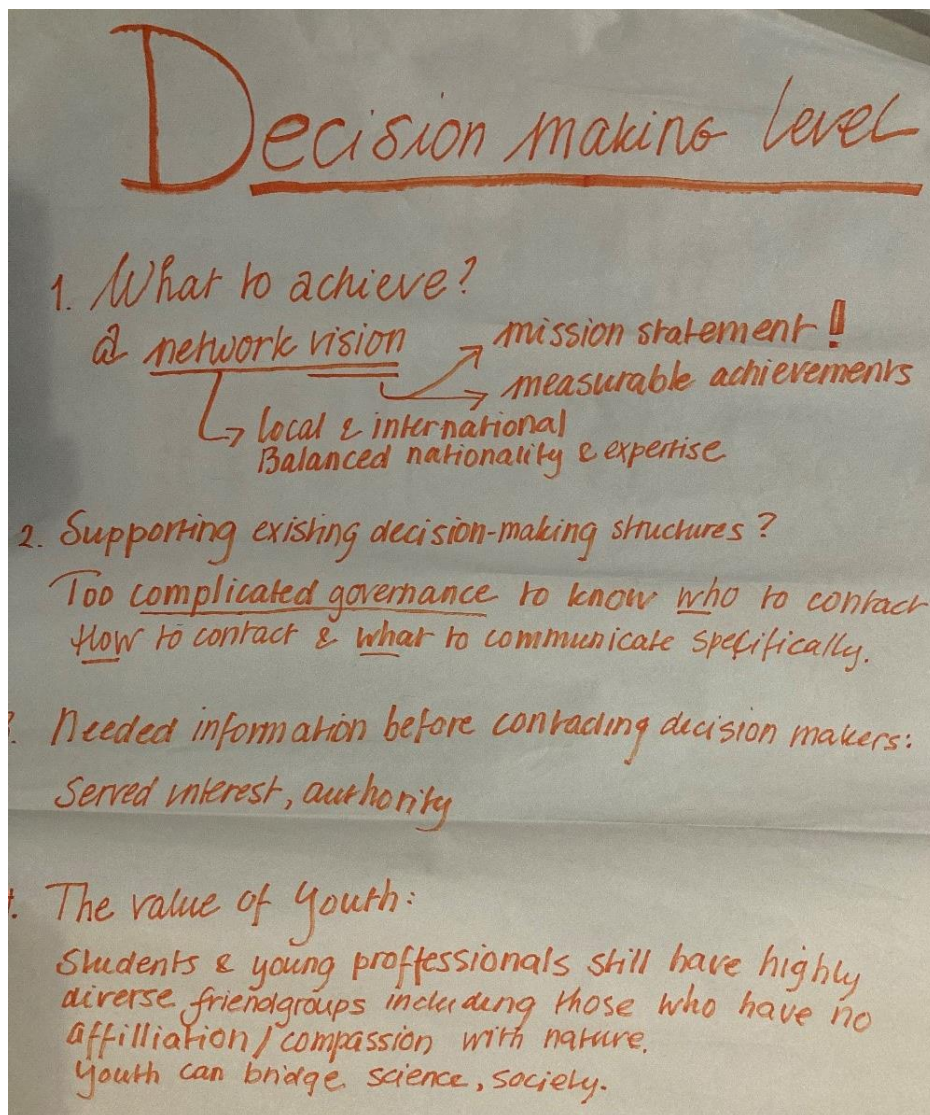 Decision making level
1. What to achieve?
a network vision
mission statement!
measurable achievements
local & international
Balanced nationality & expertise
2. Supporting existing decision-making structures?
Too complicated governance to know who to contact
How to contact & what to communicate specifically.
Needed information before contacting decision makers:
Served interest, authority
The value of Youth:
Students & young proffessionals still have highly
diverse friendgroups including those who have no
affilliation/compassion with nature.
Youth can bridge science, society.